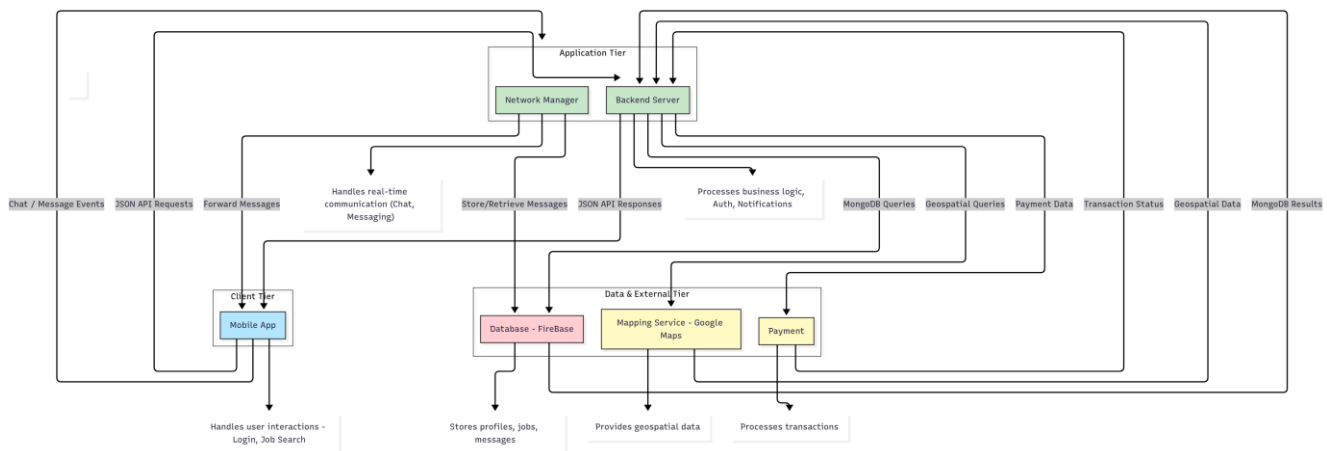 Application Tier
Network Manager
Backend Server
Handles real-time
communication (Chat,
Messaging)
Processes business logic,
Auth, Notifications
Chat / Message Events
JSON API Requests
Forward Messages
Store/Retrieve Messages
JSON API Responses
MongoDB Queries
Geospatial Queries
Payment Data
Transaction Status
Geospatial Data
MongoDB Results
Client Tier
Mobile App
Data & External Tier
Database - FireBase
Mapping Service - Google
Maps
Payment
Handles user interactions -
Login, Job Search
Stores profiles, jobs,
messages
Provides geospatial data
Processes transactions